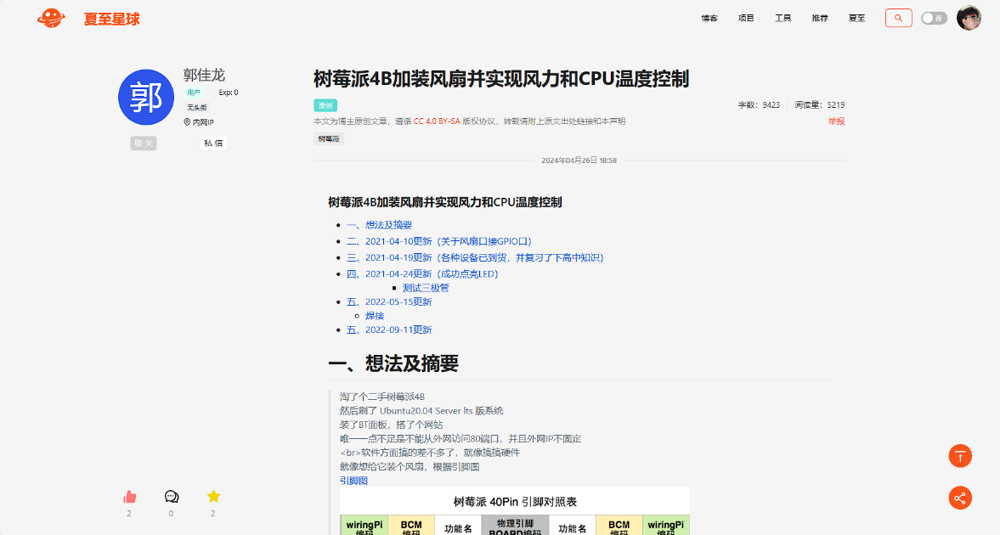 夏至星球
博客 项目 工具 推荐 夏至 夜
郭
郭佳龙
用户 Exp: 0
无头衔
内网IP
取 关 私 信
树莓派4B加装风扇并实现风力和CPU温度控制
原创
字数：9423 阅读量：5219
本文为博主原创文章，遵循 CC 4.0 BY-SA 版权协议，转载请附上原文出处链接和本声明
举报
树莓派
2024年04月26日 18:58
树莓派4B加装风扇并实现风力和CPU温度控制
一、想法及摘要
二、2021-04-10更新（关于风扇口接GPIO口）
三、2021-04-19更新（各种设备已到货，并复习了下高中知识）
四、2021-04-24更新（成功点亮LED）
测试三极管
五、2022-05-15更新
焊接
五、2022-09-11更新
一、想法及摘要
淘了个二手树莓派4B
然后刷了 Ubuntu20.04 Server lts 版系统
装了BT面板，搭了个网站
唯一一点不足是不能从外网访问80端口，并且外网IP不固定
<br>软件方面搞的差不多了，就像搞搞硬件
就像想给它装个风扇，根据引脚图
引脚图
树莓派 40Pin 引脚对照表
wiringPi BCM 功能名 物理引脚 功能名 BCM wiringPi
编码 编码 BOARD编码 编码 编码
2 0 2